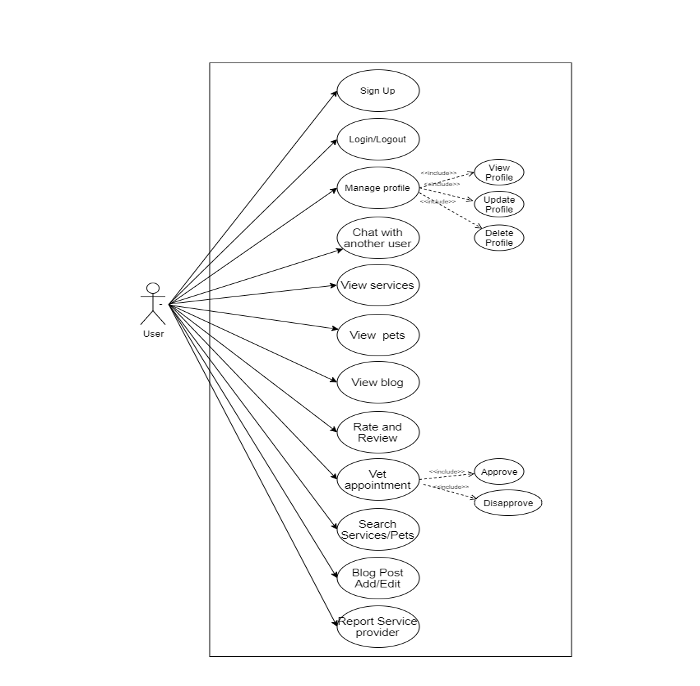 Sign Up
Login/Logout
Manage profile
<<include>>
<<include>>
<<include>>
View
Profile
Update
Profile
Delete
Profile
Chat with
another user
View services
User
View pets
View blog
Rate and
Review
Vet
appointment
<<include>>
<<include>>
Approve
Disapprove
Search
Services/Pets
Blog Post
Add/Edit
Report Service
provider